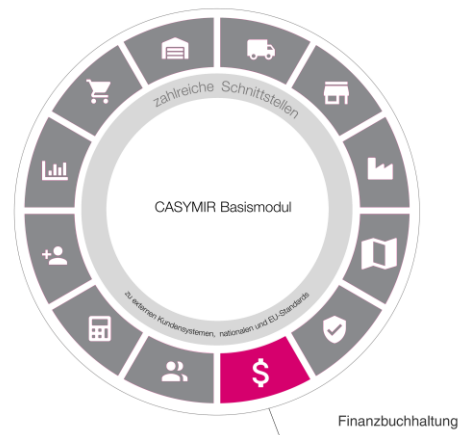 zahlreiche Schnittstellen
CASYMIR Basismodul
zu externen Kundensystemen, nationalen und EU-Standards
$
Finanzbuchhaltung